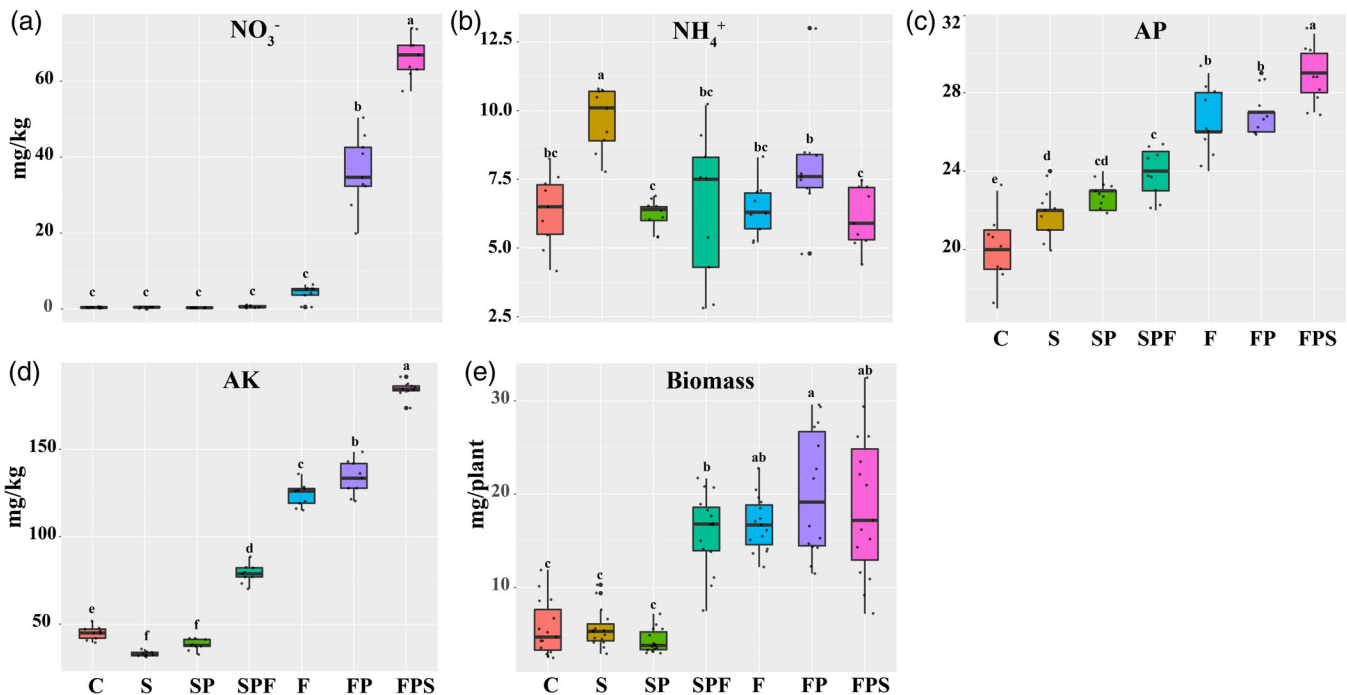 (a) NO₃⁻
mg/kg
60
40
20
0
c c c c c b a
(b) NH₄⁺
12.5
10.0
7.5
5.0
2.5
bc a c bc bc b c
(c) AP
32
28
24
20
e d cd c b b a
C S SP SPF F FP FPS
(d) AK
mg/kg
150
100
50
e f f d c b a
C S SP SPF F FP FPS
(e) Biomass
mg/plant
30
20
10
c c c b ab a ab
C S SP SPF F FP FPS